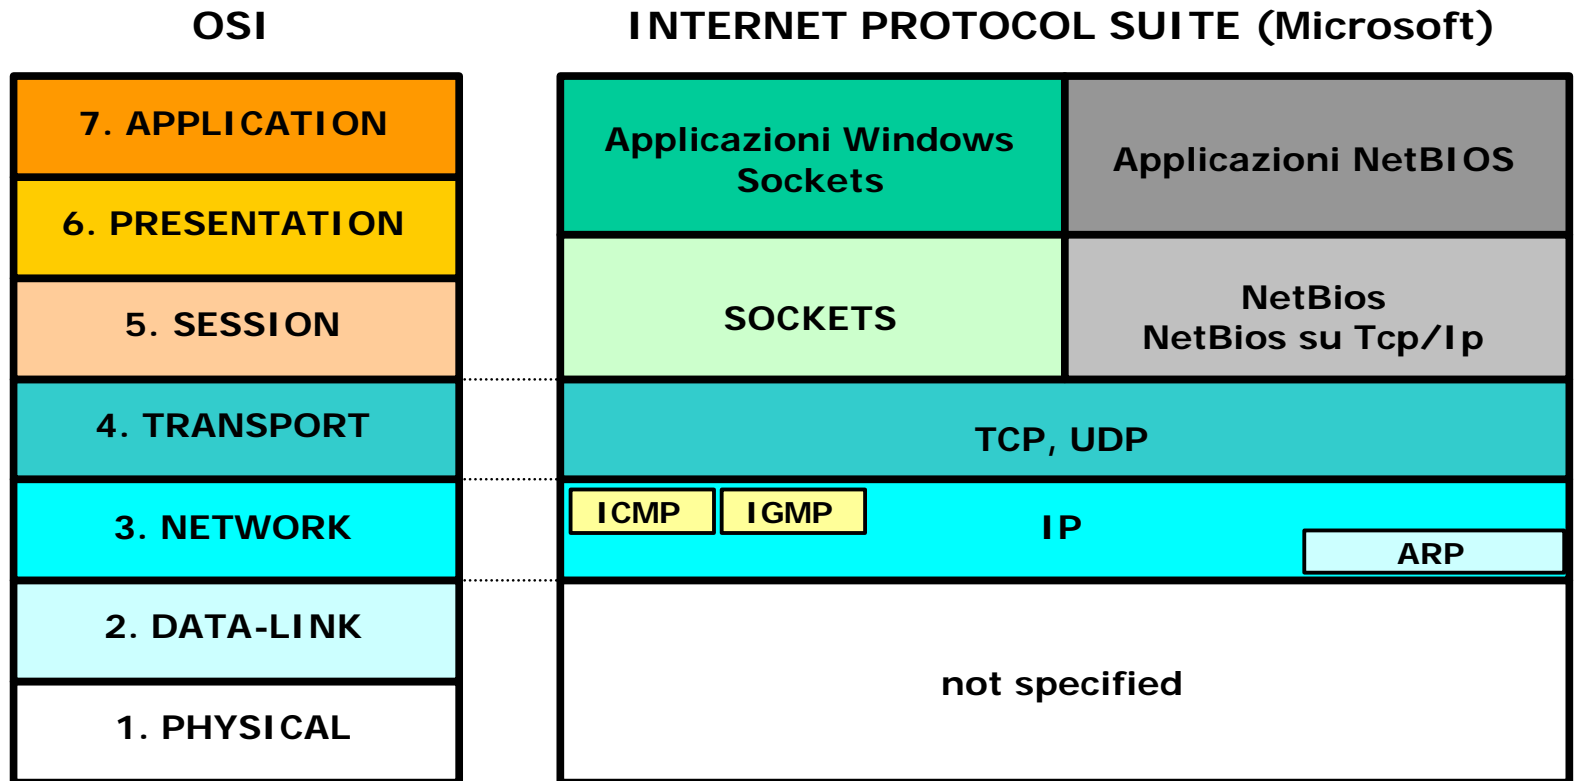 OSI
INTERNET PROTOCOL SUITE (Microsoft)
7. APPLICATION
6. PRESENTATION
5. SESSION
4. TRANSPORT
3. NETWORK
2. DATA-LINK
1. PHYSICAL
Applicazioni Windows
Sockets
Applicazioni NetBIOS
SOCKETS
NetBios
NetBios su Tcp/Ip
TCP, UDP
ICMP
IGMP
IP
ARP
not specified